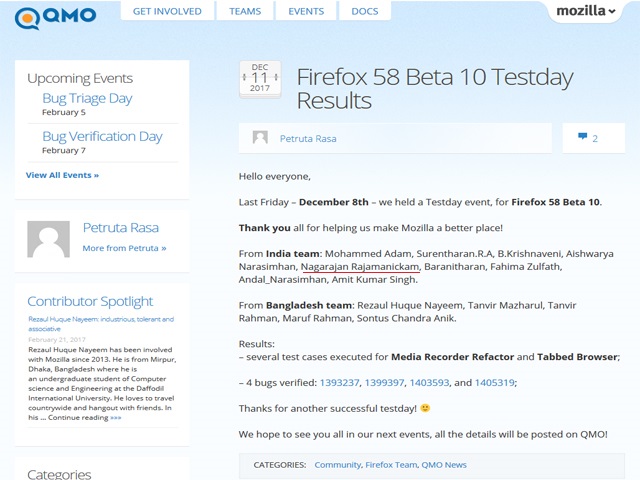 QMO
GET INVOLVED
TEAMS
EVENTS
DOCS
mozilla
Upcoming Events
Bug Triage Day
February 5
Bug Verification Day
February 7
View All Events »
Petruta Rasa
More from Petruta »
Contributor Spotlight
Rezaul Huque Nayeem: industrious, tolerant and
associative
February 21, 2017
Rezaul Huque Nayeem has been involved
with Mozilla since 2013. He is from Mirpur,
Dhaka, Bangladesh where he is
an undergraduate student of Computer
science and Engineering at the Daffodil
International University. He loves to travel
countrywide and hangout with friends. In
his ... Continue reading »»»
Categories
DEC
11
2017
Firefox 58 Beta 10 Testday
Results
Petruta Rasa
2
Hello everyone,
Last Friday – December 8th – we held a Testday event, for Firefox 58 Beta 10.
Thank you all for helping us make Mozilla a better place!
From India team: Mohammed Adam, Surentharan.R.A, B.Krishnaveni, Aishwarya
Narasimhan, Nagarajan Rajamanickam, Baranitharan, Fahima Zulfath,
Andal_Narasimhan, Amit Kumar Singh.
From Bangladesh team: Rezaul Huque Nayeem, Tanvir Mazharul, Tanvir
Rahman, Maruf Rahman, Sontus Chandra Anik.
Results:
– several test cases executed for Media Recorder Refactor and Tabbed Browser;
– 4 bugs verified: 1393237, 1399397, 1403593, and 1405319;
Thanks for another successful testday! 🙂
We hope to see you all in our next events, all the details will be posted on QMO!
CATEGORIES: Community, Firefox Team, QMO News